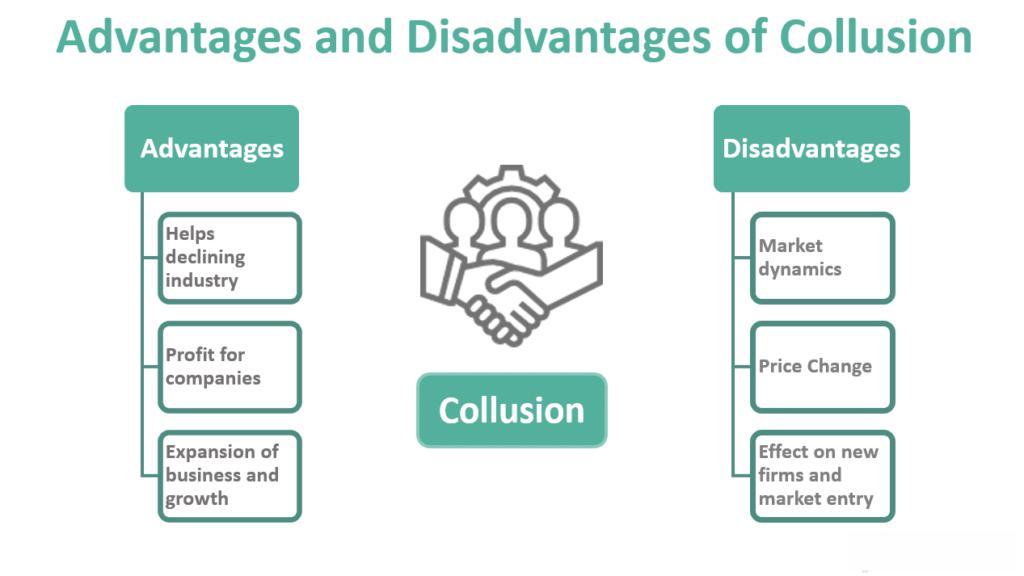 Advantages and Disadvantages of Collusion
Advantages
Helps
declining
industry
Profit for
companies
Expansion of
business and
growth
Collusion
Disadvantages
Market
dynamics
Price Change
Effect on new
firms and
market entry